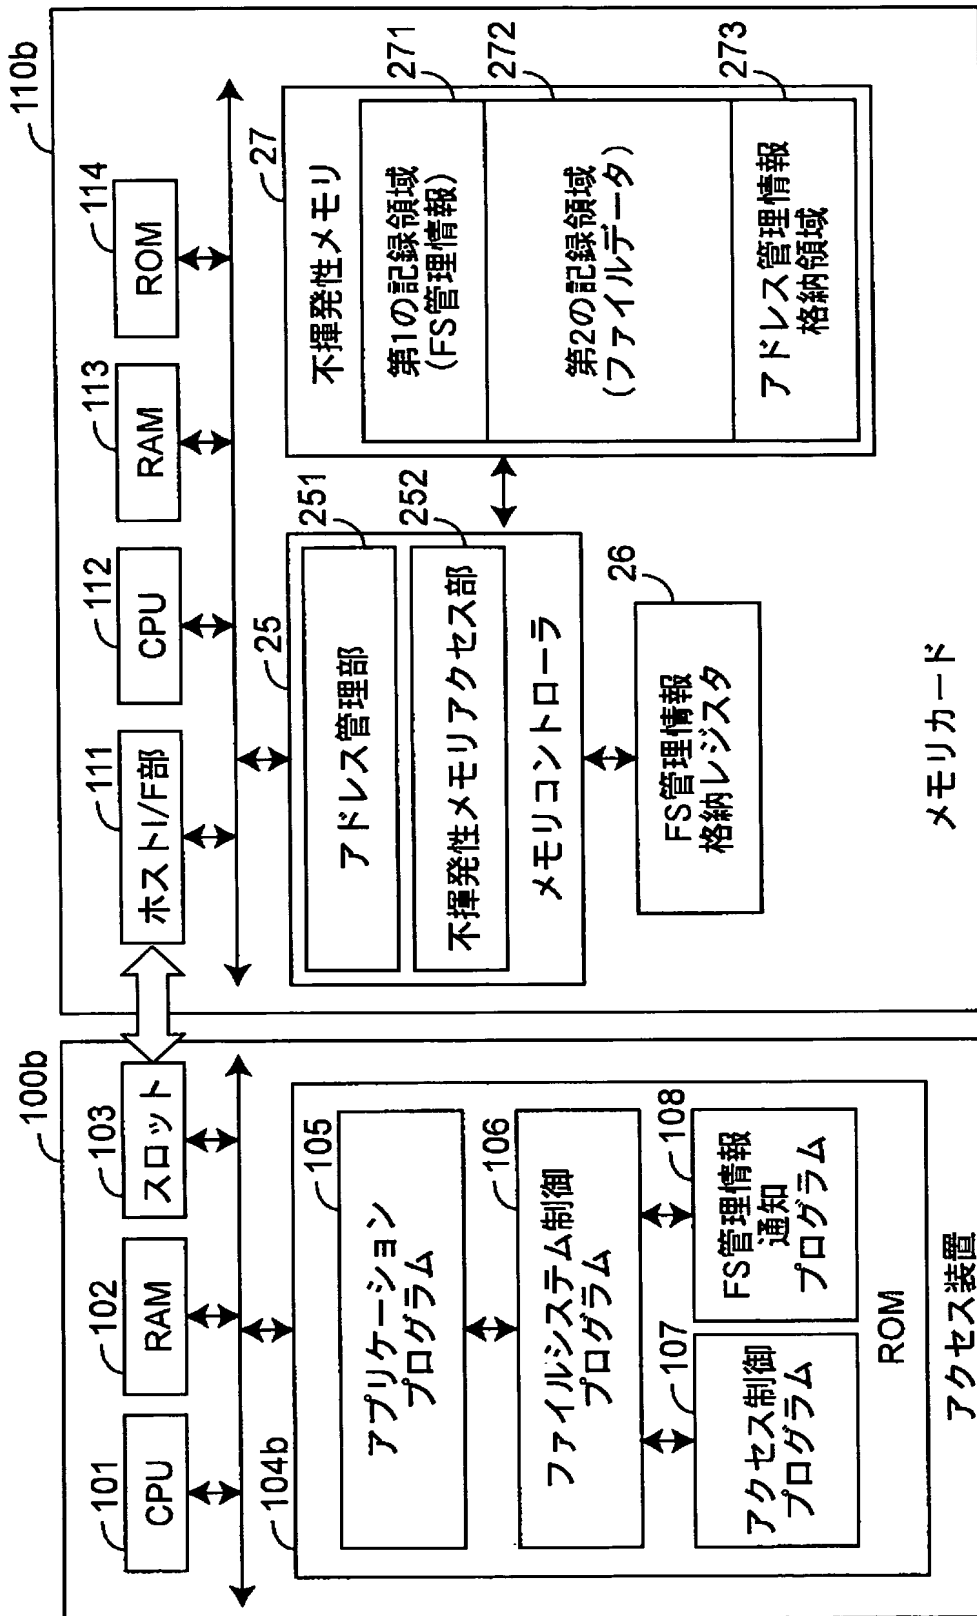 100b
101
CPU
102
RAM
103
スロット
104b
105
アプリケーション
プログラム
106
ファイルシステム制御
プログラム
107
アクセス制御
プログラム
108
FS管理情報
通知
プログラム
ROM
アクセス装置
110b
111
ホストI/F部
112
CPU
113
RAM
114
ROM
25
251
アドレス管理部
252
不揮発性メモリアクセス部
メモリコントローラ
26
FS管理情報
格納レジスタ
27
不揮発性メモリ
271
第1の記録領域
(FS管理情報)
272
第2の記録領域
(ファイルデータ)
273
アドレス管理情報
格納領域
メモリカード